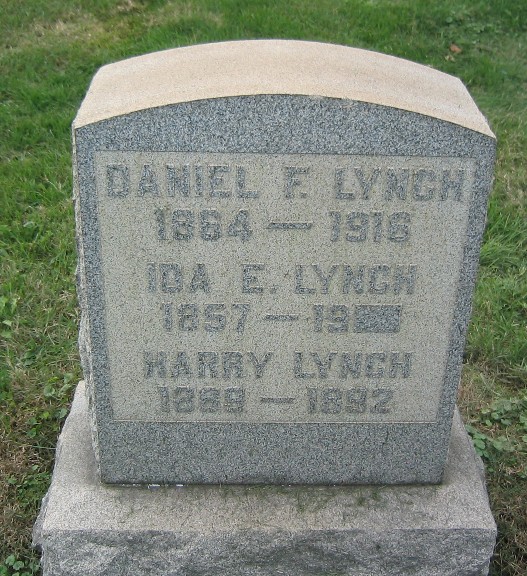 DANIEL F. LYNCH
1864 — 1916
IDA E. LYNCH
1857 — 19
HARRY LYNCH
1889 — 1892